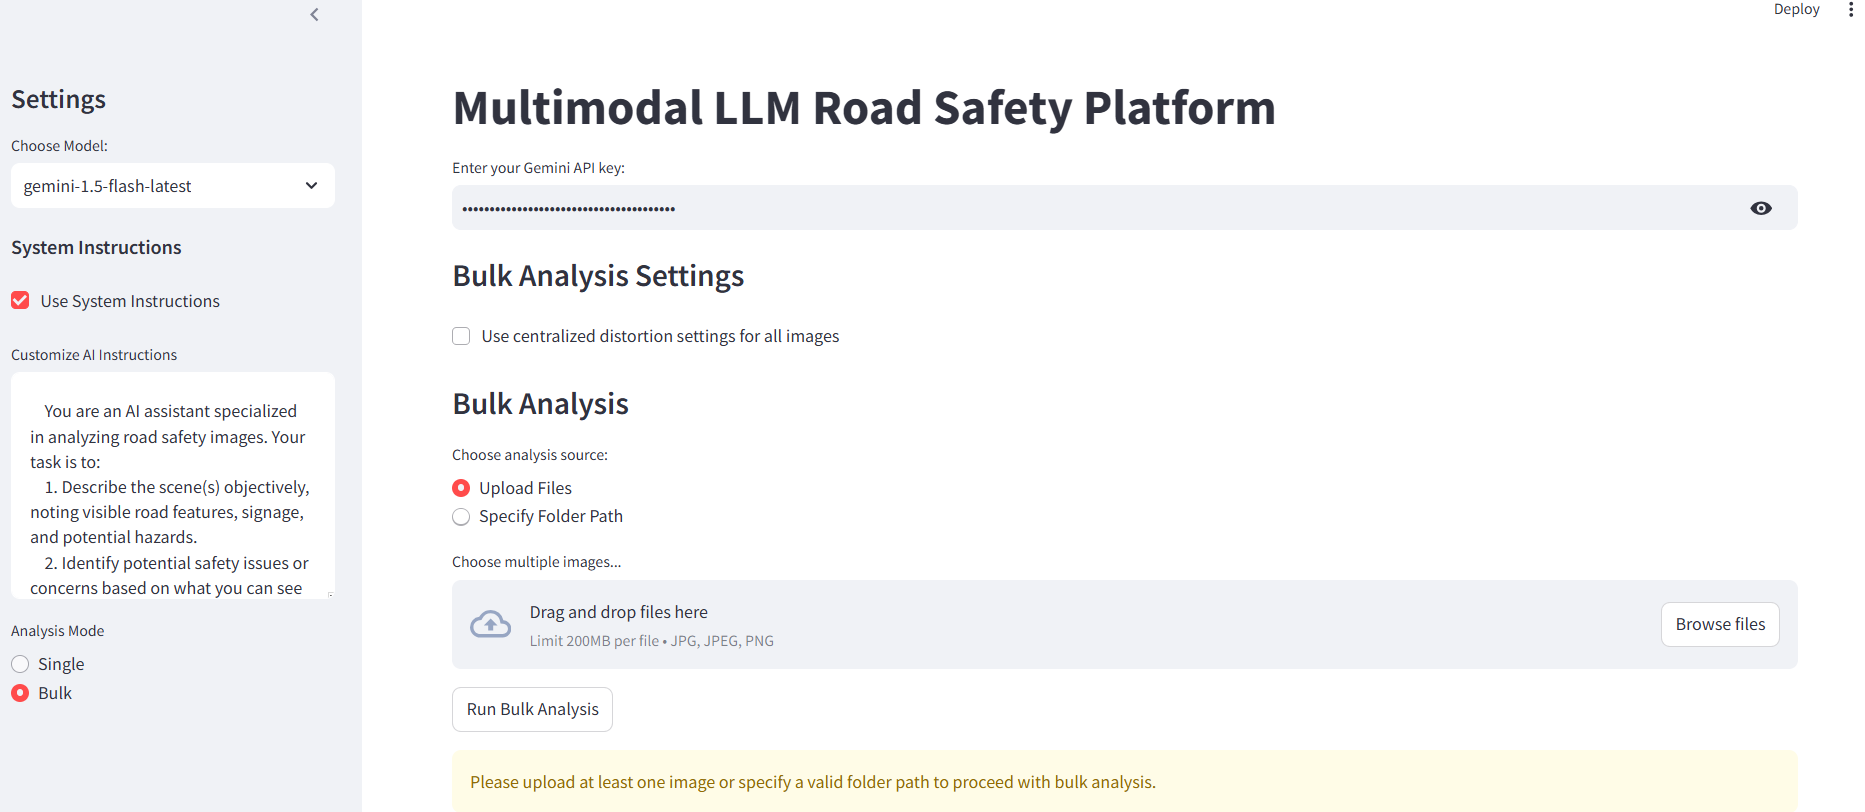 Deploy
Settings
Choose Model:
gemini-1.5-flash-latest
System Instructions
Use System Instructions
Customize AI Instructions
You are an AI assistant specialized
in analyzing road safety images. Your
task is to:
1. Describe the scene(s) objectively,
noting visible road features, signage,
and potential hazards.
2. Identify potential safety issues or
concerns based on what you can see
Analysis Mode
Single
Bulk
Multimodal LLM Road Safety Platform
Enter your Gemini API key:
Bulk Analysis Settings
Use centralized distortion settings for all images
Bulk Analysis
Choose analysis source:
Upload Files
Specify Folder Path
Choose multiple images...
Drag and drop files here
Limit 200MB per file • JPG, JPEG, PNG
Browse files
Run Bulk Analysis
Please upload at least one image or specify a valid folder path to proceed with bulk analysis.